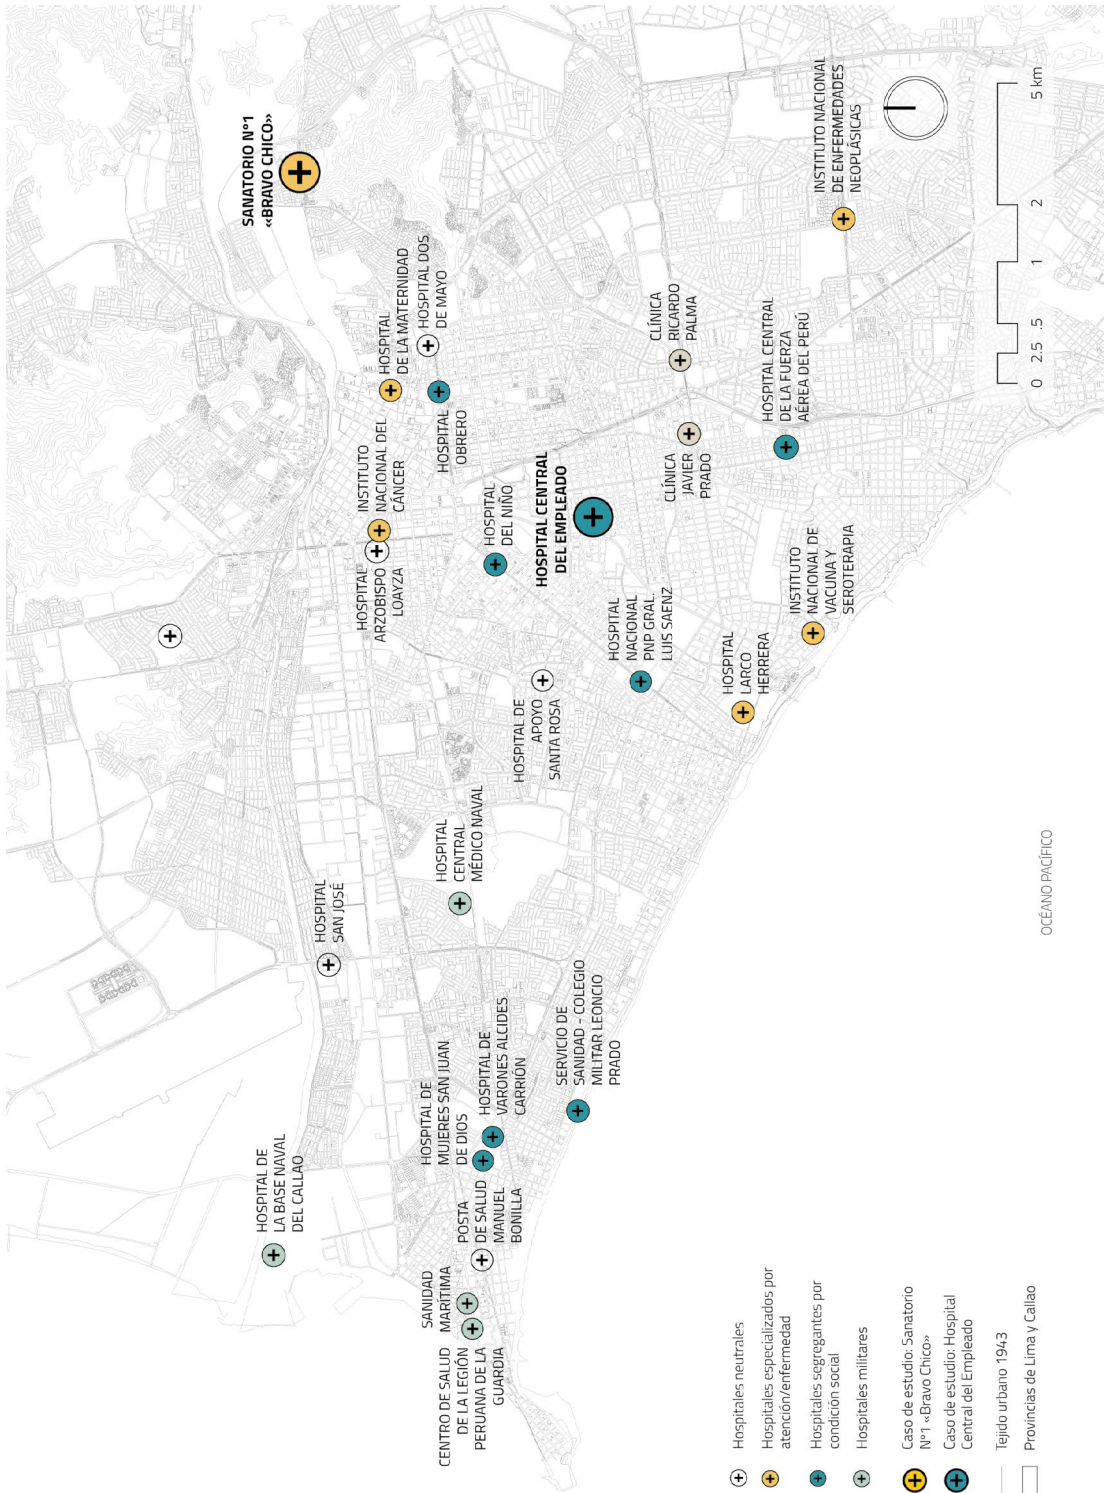 SANATORIO Nº1
«BRAVO CHICO»
HOSPITAL
DE LA MATERNIDAD
HOSPITAL DOS
DE MAYO
HOSPITAL
OBRERO
INSTITUTO
NACIONAL DEL
CÁNCER
HOSPITAL
ARZOBISPO
LOAYZA
HOSPITAL
DEL NIÑO
HOSPITAL CENTRAL
DEL EMPLEADO
CLÍNICA
RICARDO
PALMA
CLÍNICA
JAVIER
PRADO
HOSPITAL CENTRAL
DE LA FUERZA
AÉREA DEL PERÚ
INSTITUTO NACIONAL
DE ENFERMEDADES
NEOPLÁSICAS
HOSPITAL
NACIONAL
PNP GRAL.
LUIS SAENZ
HOSPITAL
LARCO
HERRERA
INSTITUTO
NACIONAL DE
VACUNA Y
SEROTERAPIA
HOSPITAL DE
APOYO
SANTA ROSA
HOSPITAL
CENTRAL
MÉDICO NAVAL
HOSPITAL
SAN JOSÉ
SERVICIO DE
SANIDAD - COLEGIO
MILITAR LEONCIO
PRADO
HOSPITAL DE
MUJERES SAN JUAN
DE DIOS
HOSPITAL DE
VARONES ALCIDES
CARRIÓN
HOSPITAL DE
LA BASE NAVAL
DEL CALLAO
POSTA
DE SALUD
MANUEL
BONILLA
SANIDAD
MARÍTIMA
CENTRO DE SALUD
DE LA LEGIÓN
PERUANA DE LA
GUARDIA
OCÉANO PACÍFICO
0 2.5 .5 1 2 5 km
Hospitales neutrales
Hospitales especializados por
atención/enfermedad
Hospitales segregantes por
condición social
Hospitales militares
Caso de estudio: Sanatorio
Nº1 «Bravo Chico»
Caso de estudio: Hospital
Central del Empleado
Tejido urbano 1943
Provincias de Lima y Callao